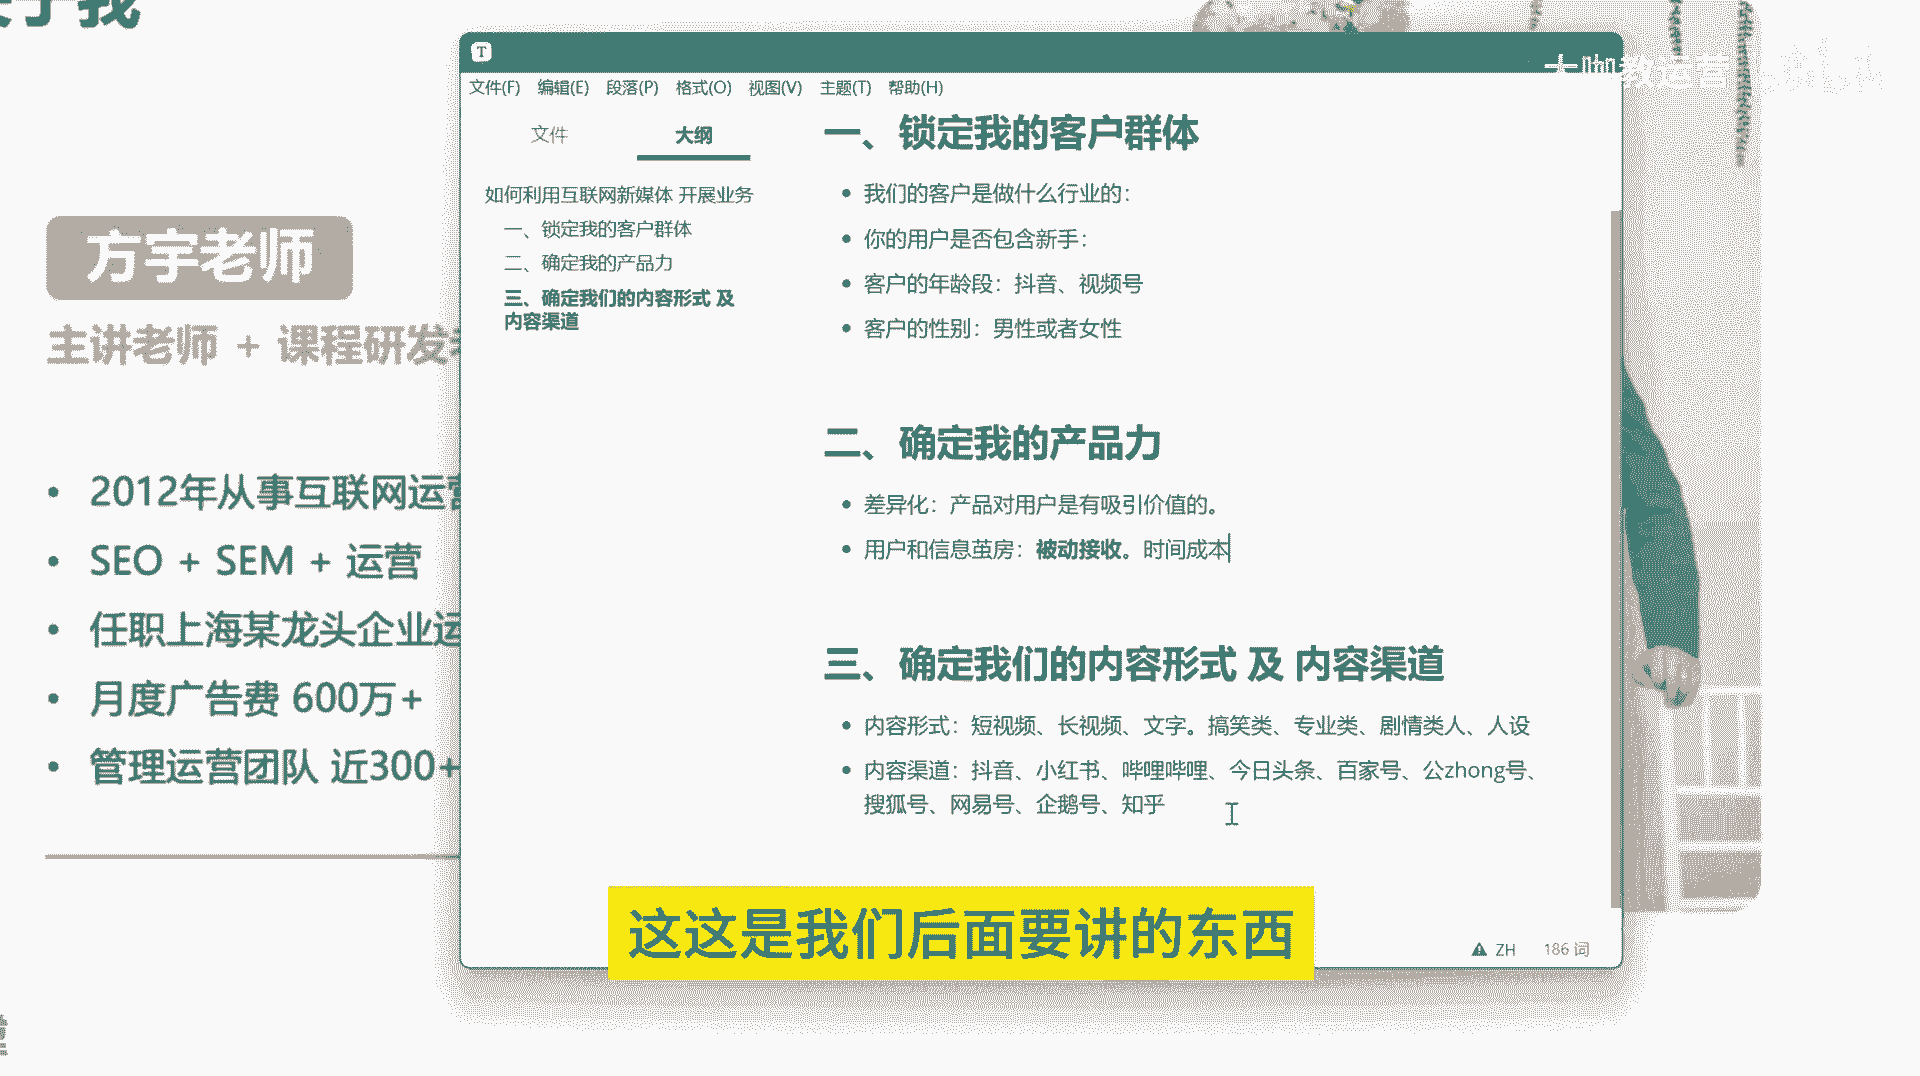 于我
方宇老师
主讲老师 + 课程研发
2012年从事互联网运营
SEO + SEM + 运营
任职上海某龙头企业运
月度广告费 600万+
管理运营团队 近300+
T
教运营
文件(F) 编辑(E) 段落(P) 格式(O) 视图(V) 主题(T) 帮助(H)
文件 大纲
如何利用互联网新媒体 开展业务
一、锁定我的客户群体
二、确定我的产品力
三、确定我们的内容形式 及
内容渠道
一、锁定我的客户群体
我们的客户是做什么行业的：
你的用户是否包含新手：
客户的年龄段：抖音、视频号
客户的性别：男性或者女性
二、确定我的产品力
差异化：产品对用户是有吸引价值的。
用户和信息茧房：被动接收。时间成本
三、确定我们的内容形式 及 内容渠道
内容形式：短视频、长视频、文字。搞笑类、专业类、剧情类人、人设
内容渠道：抖音、小红书、哔哩哔哩、今日头条、百家号、公zhong号、
搜狐号、网易号、企鹅号、知乎
ZH 186 词
这这是我们后面要讲的东西